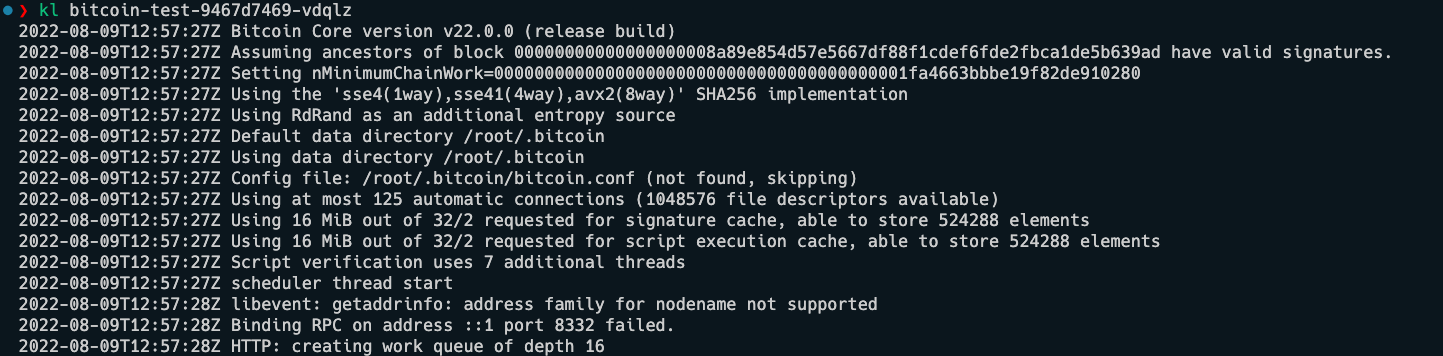 ❯ kl bitcoin-test-9467d7469-vdqlz
2022-08-09T12:57:27Z Bitcoin Core version v22.0.0 (release build)
2022-08-09T12:57:27Z Assuming ancestors of block 00000000000000000008a89e854d57e5667df88f1cdef6fde2fbca1de5b639ad have valid signatures.
2022-08-09T12:57:27Z Setting nMinimumChainWork=00000000000000000000000000000000000000001fa4663bbbe19f82de910280
2022-08-09T12:57:27Z Using the 'sse4(1way),sse41(4way),avx2(8way)' SHA256 implementation
2022-08-09T12:57:27Z Using RdRand as an additional entropy source
2022-08-09T12:57:27Z Default data directory /root/.bitcoin
2022-08-09T12:57:27Z Using data directory /root/.bitcoin
2022-08-09T12:57:27Z Config file: /root/.bitcoin/bitcoin.conf (not found, skipping)
2022-08-09T12:57:27Z Using at most 125 automatic connections (1048576 file descriptors available)
2022-08-09T12:57:27Z Using 16 MiB out of 32/2 requested for signature cache, able to store 524288 elements
2022-08-09T12:57:27Z Using 16 MiB out of 32/2 requested for script execution cache, able to store 524288 elements
2022-08-09T12:57:27Z Script verification uses 7 additional threads
2022-08-09T12:57:27Z scheduler thread start
2022-08-09T12:57:28Z libevent: getaddrinfo: address family for nodename not supported
2022-08-09T12:57:28Z Binding RPC on address ::1 port 8332 failed.
2022-08-09T12:57:28Z HTTP: creating work queue of depth 16